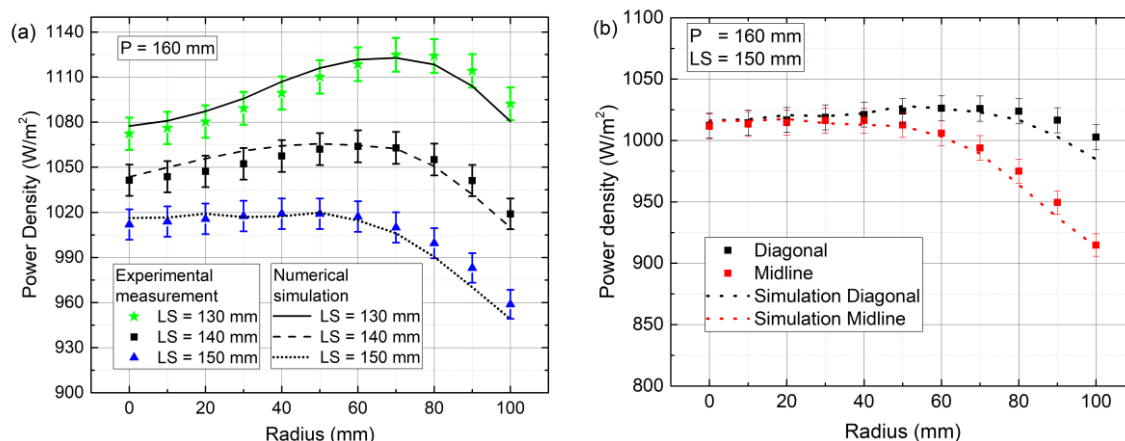 (a)
P = 160 mm
1140
1110
1080
1050
1020
990
960
930
900
Power Density (W/m²)
Experimental measurement
LS = 130 mm
LS = 140 mm
LS = 150 mm
Numerical simulation
LS = 130 mm
LS = 140 mm
LS = 150 mm
0 20 40 60 80 100
Radius (mm)
(b)
P = 160 mm
LS = 150 mm
1100
1050
1000
950
900
850
800
Power density (W/m²)
Diagonal
Midline
Simulation Diagonal
Simulation Midline
0 20 40 60 80 100
Radius (mm)